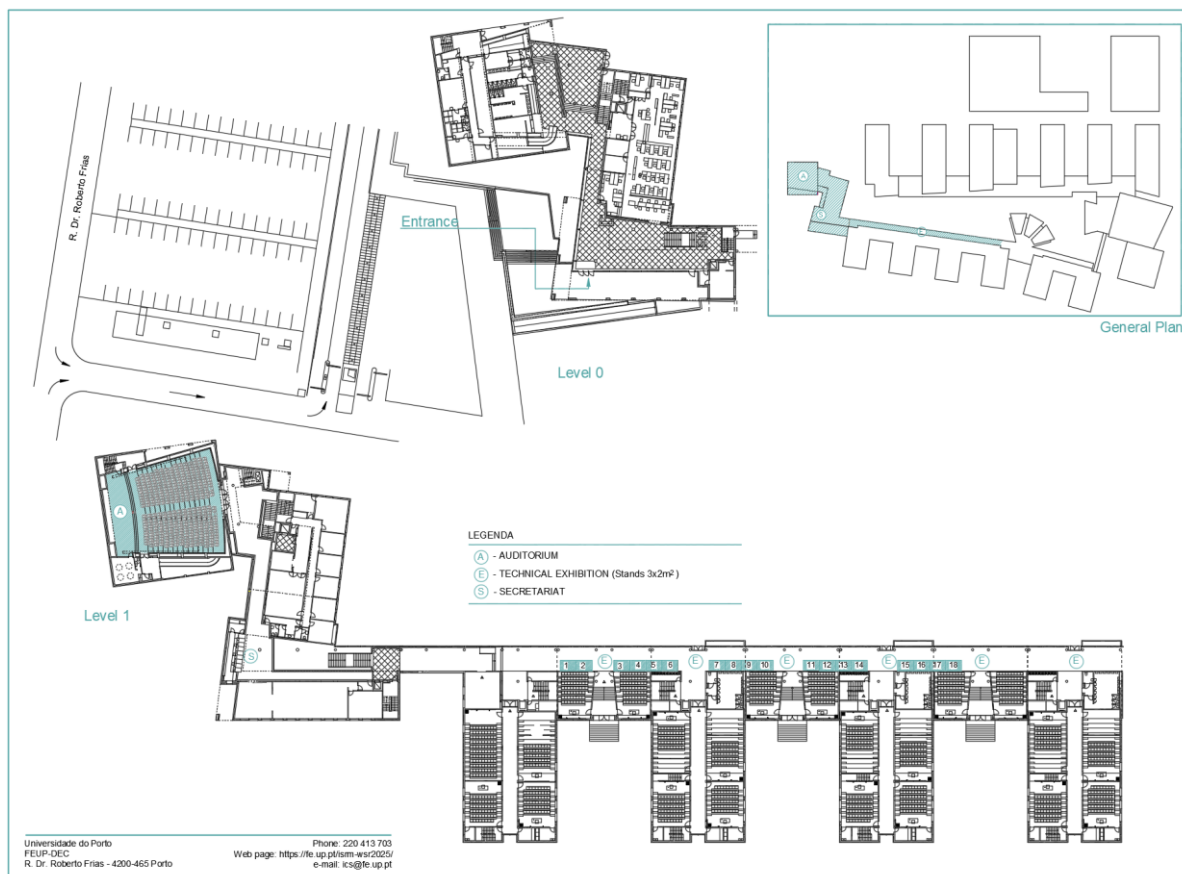 R. Dr. Roberto Frias
Entrance
Level 0
A
S
E
General Plan
A
Level 1
LEGENDA
A - AUDITORIUM
E - TECHNICAL EXHIBITION (Stands 3x2m²)
S - SECRETARIAT
S
E E E E E E
1 2 3 4 5 6 7 8 9 10 11 12 13 14 15 16 17 18
Universidade do Porto
FEUP-DEC
R. Dr. Roberto Frias - 4200-465 Porto
Phone: 220 413 703
Web page: https://fe.up.pt/ism-wsr2025/
e-mail: ics@fe.up.pt